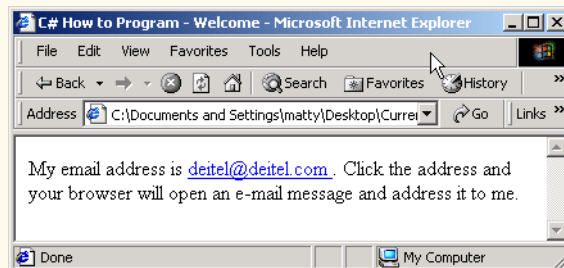 C# How to Program - Welcome - Microsoft Internet Explorer
File Edit View Favorites Tools Help
Back Search Favorites History »
Address C:\Documents and Settings\matty\Desktop\Currer Go Links »
My email address is deitel@deitel.com . Click the address and
your browser will open an e-mail message and address it to me.
Done My Computer